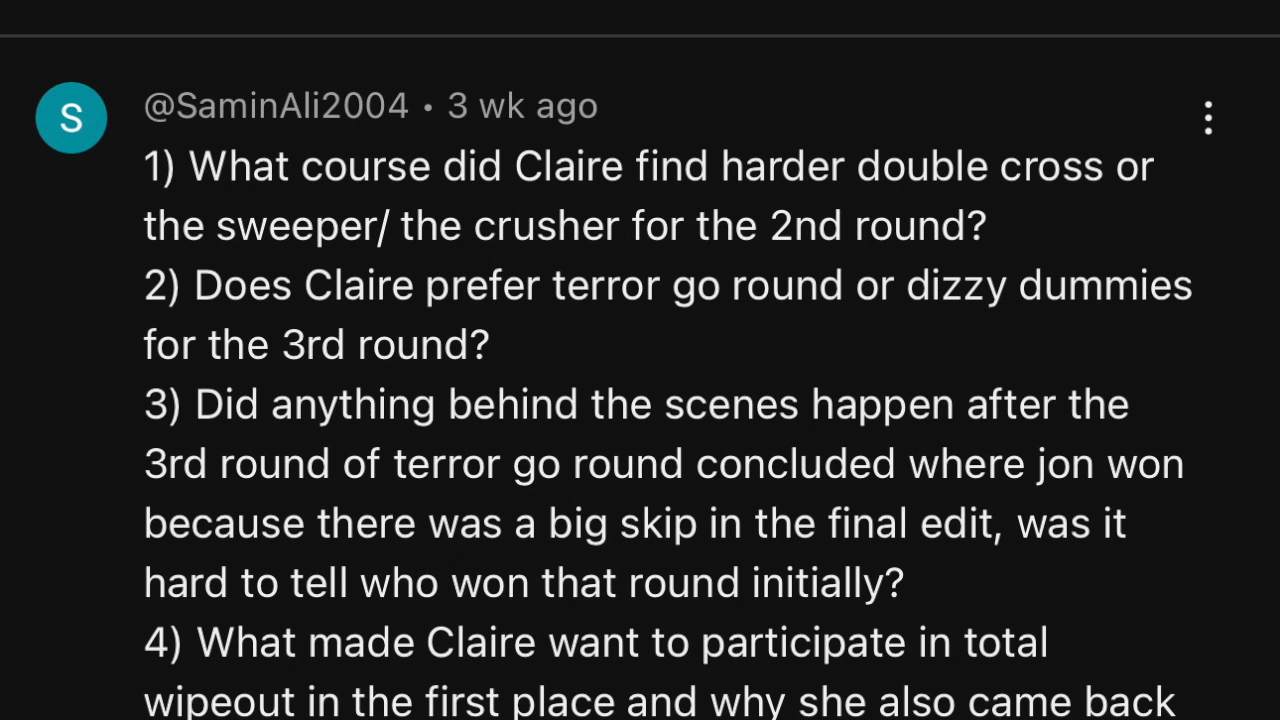 S
@SaminAli2004 • 3 wk ago
1) What course did Claire find harder double cross or
the sweeper/ the crusher for the 2nd round?
2) Does Claire prefer terror go round or dizzy dummies
for the 3rd round?
3) Did anything behind the scenes happen after the
3rd round of terror go round concluded where jon won
because there was a big skip in the final edit, was it
hard to tell who won that round initially?
4) What made Claire want to participate in total
wipeout in the first place and why she also came back